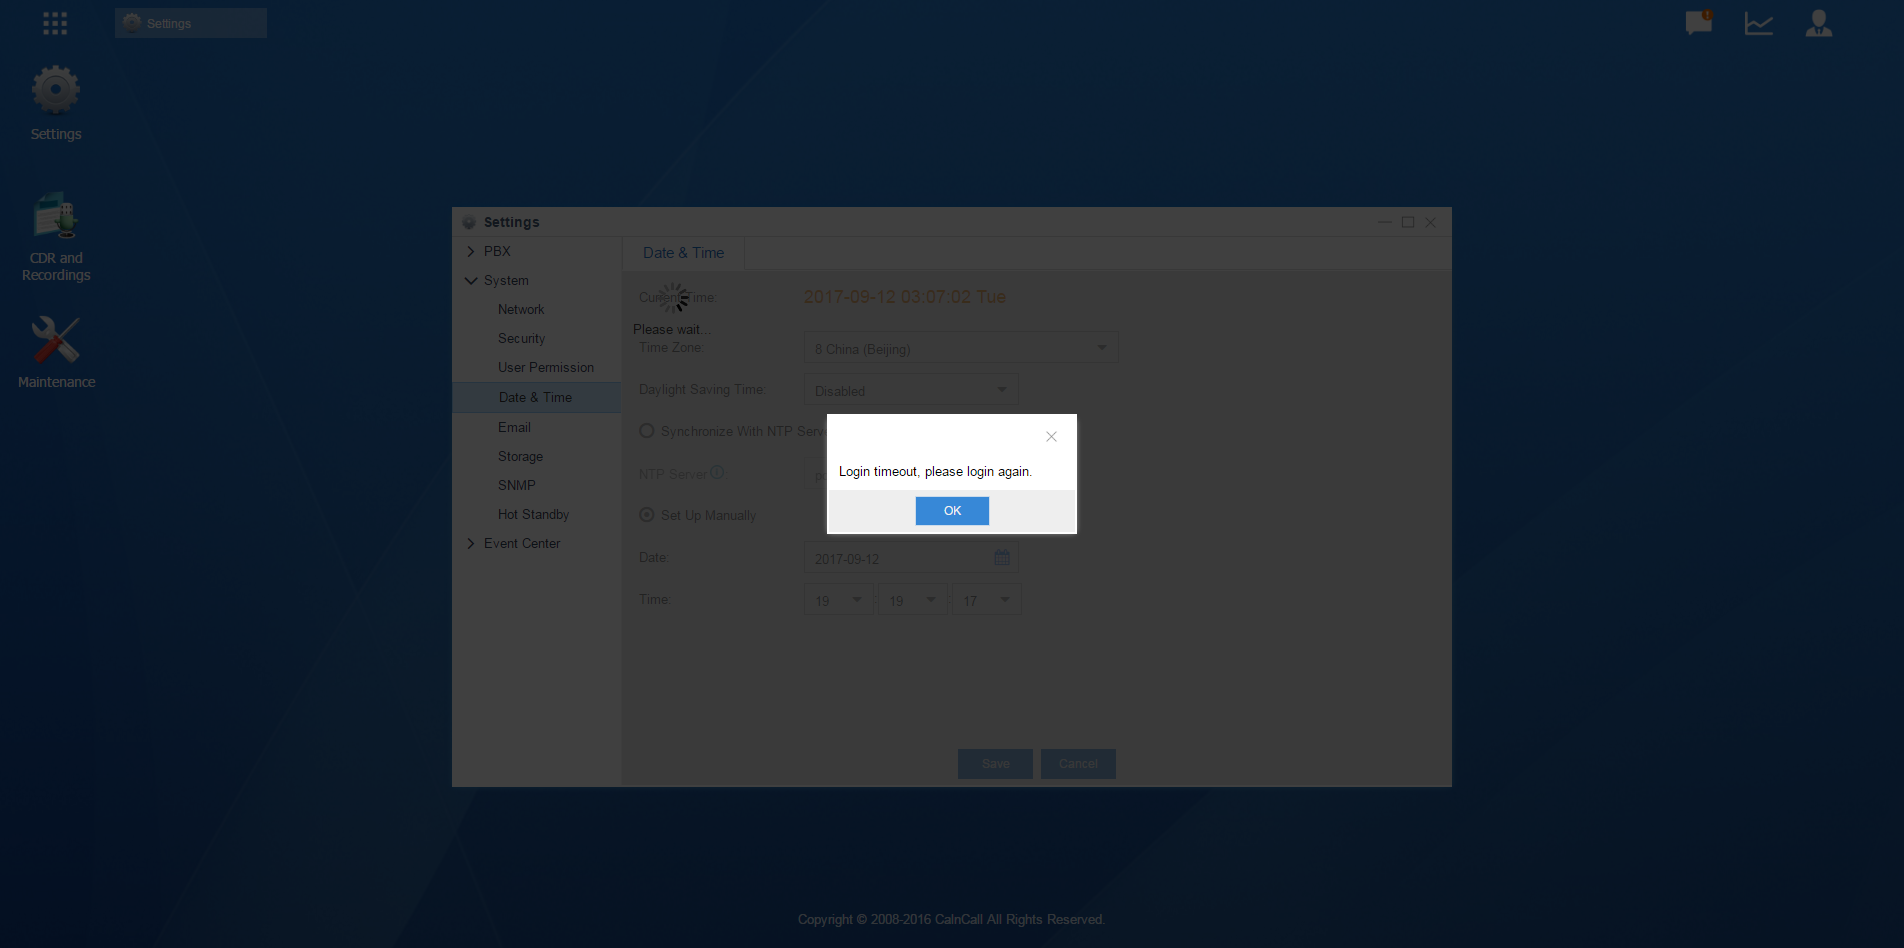 Settings
!
Settings
CDR and
Recordings
Maintenance
Settings
PBX
System
Network
Security
User Permission
Date & Time
Email
Storage
SNMP
Hot Standby
Event Center
Date & Time
Current Time: 2017-09-12 03:07:02 Tue
Please wait...
Time Zone: 8 China (Beijing)
Daylight Saving Time: Disabled
Synchronize With NTP
NTP Server
Set Up Manually
Date: 2017-09-12
Time: 19 : 19 : 17
Login timeout, please login again.
OK
Save Cancel
Copyright © 2008-2016 CalnCall All Rights Reserved.